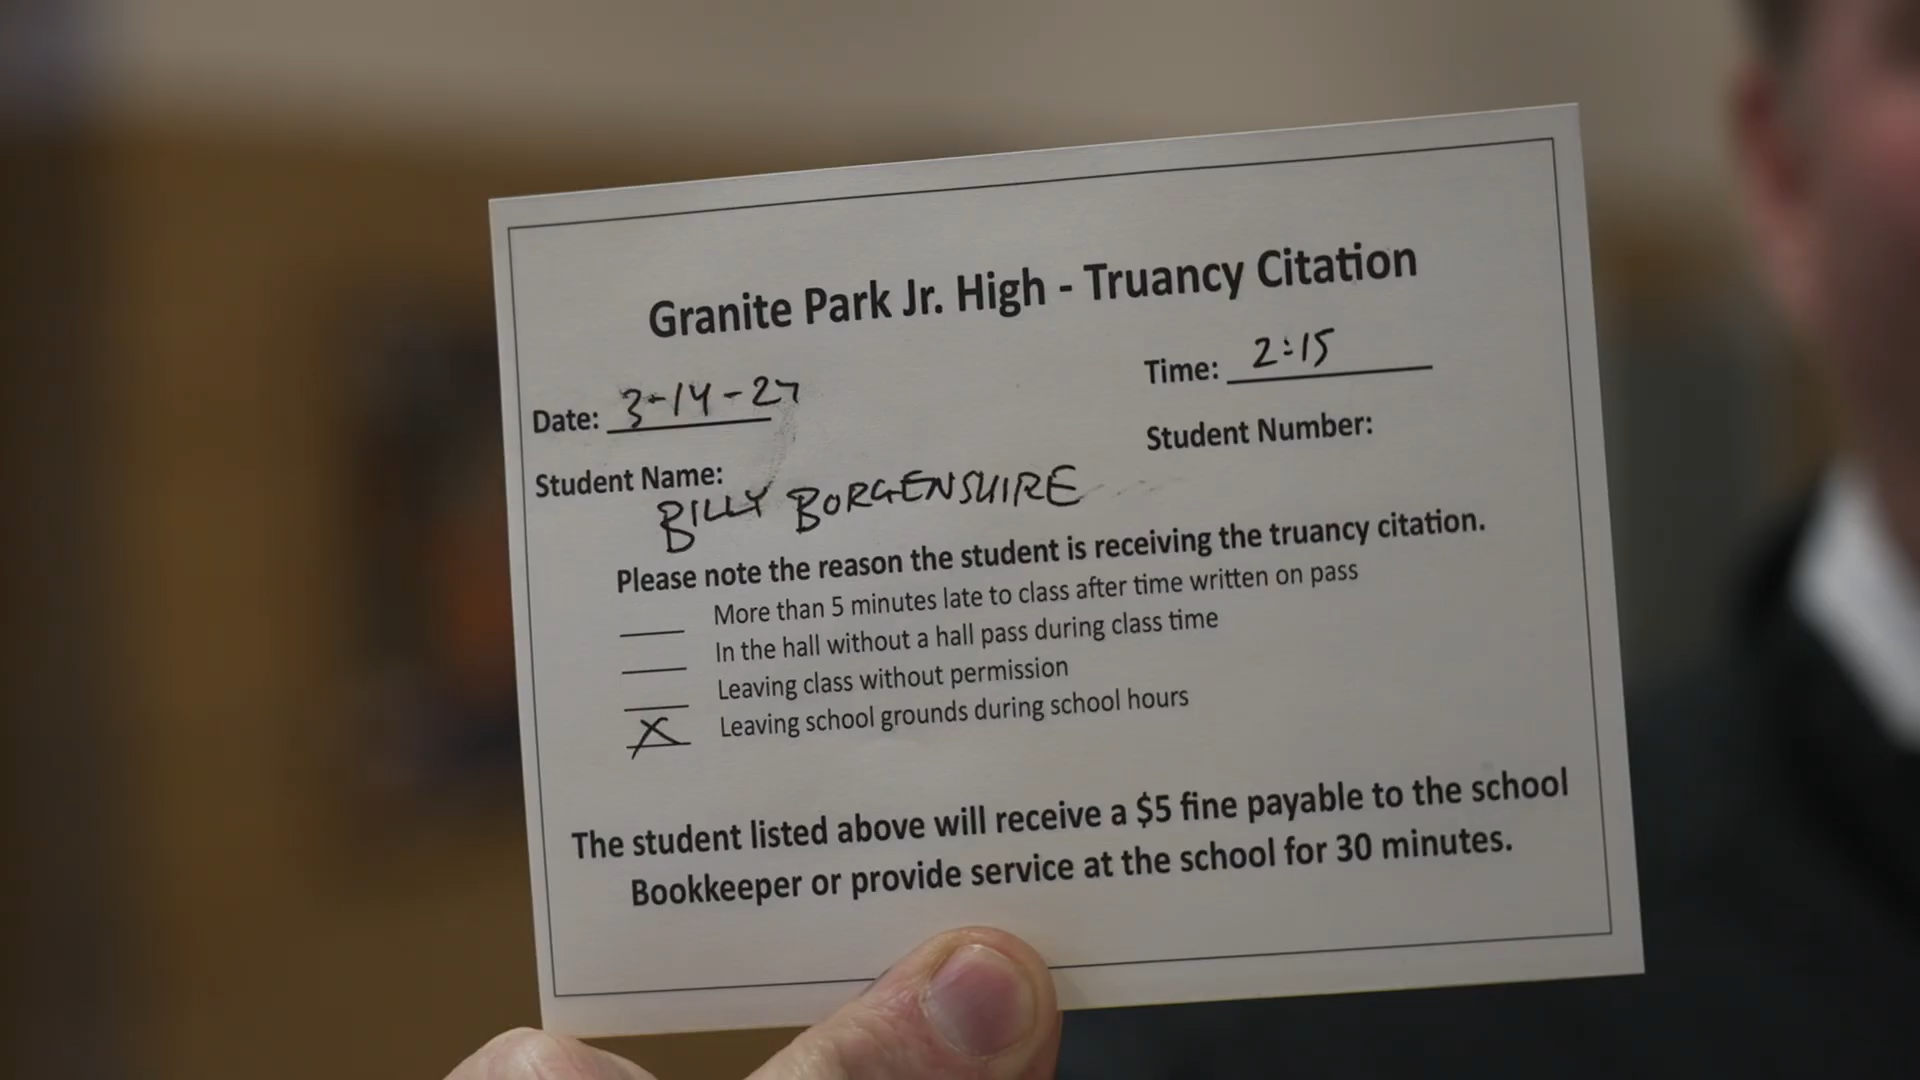 Granite Park Jr. High - Truancy Citation
Date: 3-14-27
Time: 2:15
Student Name:
Student Number:
BILLY BORGENSHIRE
Please note the reason the student is receiving the truancy citation.
More than 5 minutes late to class after time written on pass
In the hall without a hall pass during class time
Leaving class without permission
X Leaving school grounds during school hours
The student listed above will receive a $5 fine payable to the school
Bookkeeper or provide service at the school for 30 minutes.